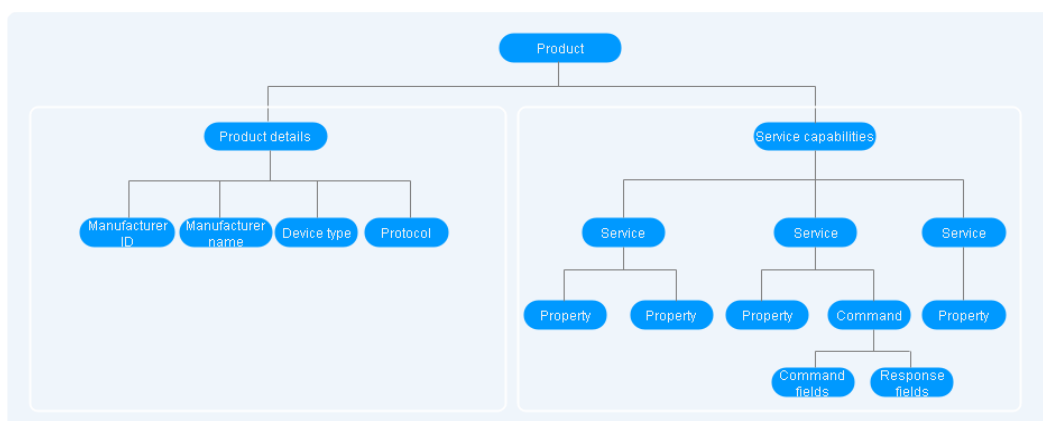 Product
Product details
Service capabilities
Manufacturer
ID
Manufacturer
name
Device type
Protocol
Service
Service
Service
Property
Property
Property
Command
Property
Command
fields
Response
fields